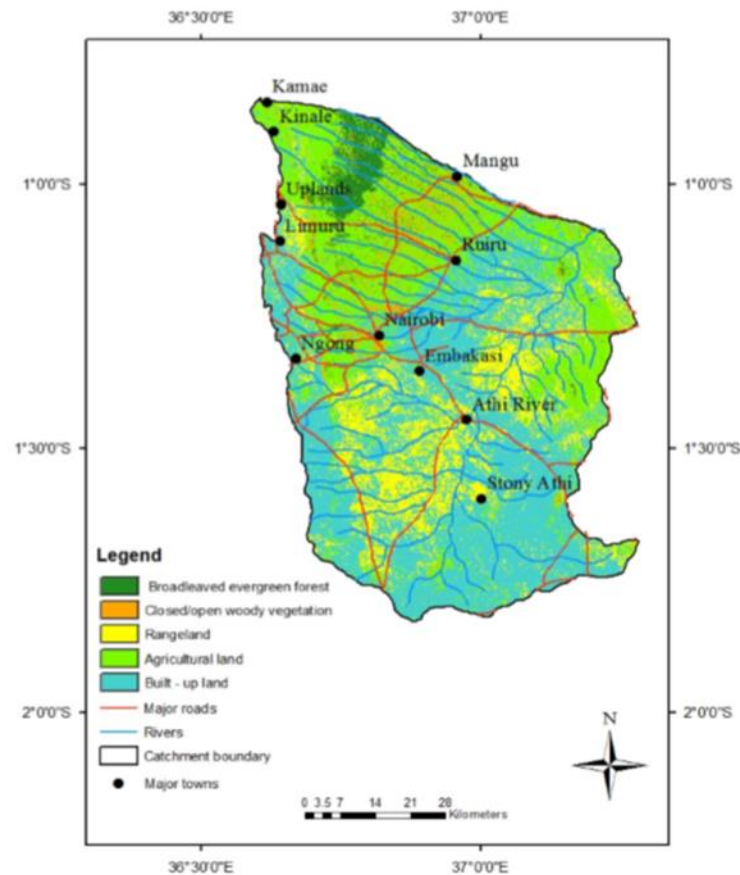 36°30'0"E 37°0'0"E
Kamae
Kinale
Mangu
1°0'0"S 1°0'0"S
Uplands
Limuru
Ruiru
Nairobi
Ngong
Embakasi
Athi River
1°30'0"S 1°30'0"S
Stony Athi
Legend
Broadleaved evergreen forest
Closed/open woody vegetation
Rangeland
Agricultural land
Built - up land
Major roads
2°0'0"S 2°0'0"S
Rivers
N
Catchment boundary
Major towns
0 3.5 7 14 21 28
Kilometers
36°30'0"E 37°0'0"E